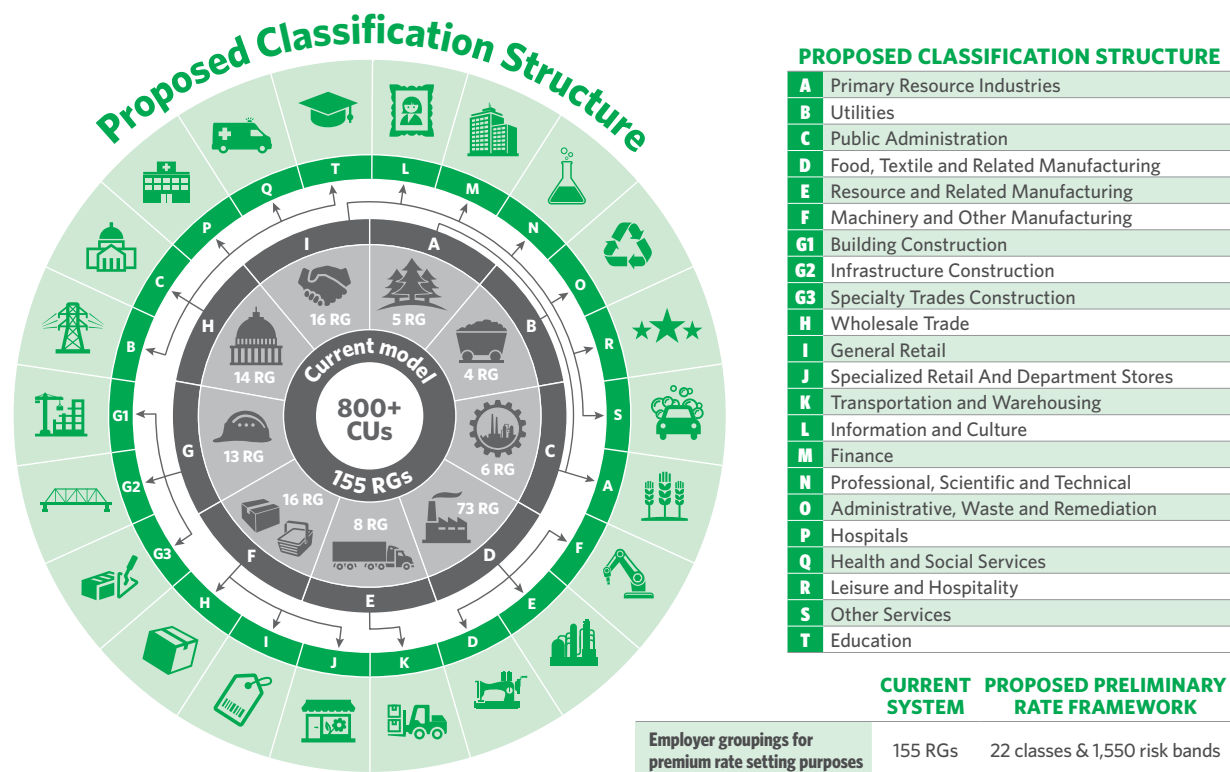 Proposed Classification Structure
T
L
M
N
O
R
S
A
F
E
D
K
J
I
H
G3
G2
G1
B
C
P
Q
I
A
B
C
D
E
F
G
H
16 RG
5 RG
4 RG
6 RG
73 RG
8 RG
16 RG
13 RG
14 RG
Current model
800+
CUs
155 RGs
PROPOSED CLASSIFICATION STRUCTURE
A Primary Resource Industries
B Utilities
C Public Administration
D Food, Textile and Related Manufacturing
E Resource and Related Manufacturing
F Machinery and Other Manufacturing
G1 Building Construction
G2 Infrastructure Construction
G3 Specialty Trades Construction
H Wholesale Trade
I General Retail
J Specialized Retail And Department Stores
K Transportation and Warehousing
L Information and Culture
M Finance
N Professional, Scientific and Technical
O Administrative, Waste and Remediation
P Hospitals
Q Health and Social Services
R Leisure and Hospitality
S Other Services
T Education
CURRENT SYSTEM
PROPOSED PRELIMINARY RATE FRAMEWORK
Employer groupings for
premium rate setting purposes
155 RGs
22 classes & 1,550 risk bands